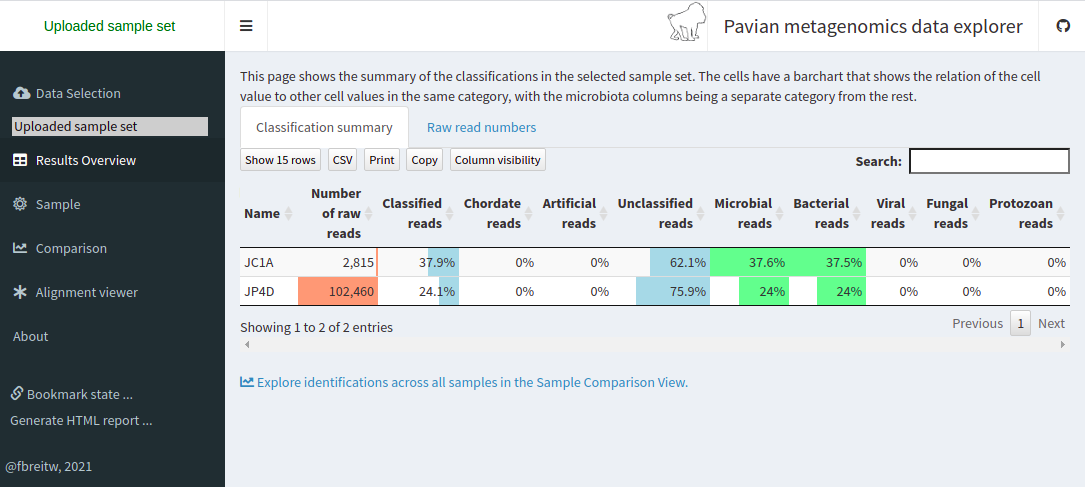 Uploaded sample set
Pavian metagenomics data explorer
Data Selection
Uploaded sample set
Results Overview
Sample
Comparison
Alignment viewer
About
Bookmark state ...
Generate HTML report ...
@fbreitw, 2021
This page shows the summary of the classifications in the selected sample set. The cells have a barchart that shows the relation of the cell
value to other cell values in the same category, with the microbiota columns being a separate category from the rest.
Classification summary Raw read numbers
Show 15 rows CSV Print Copy Column visibility Search:
Name Number of raw reads Classified reads Chordate reads Artificial reads Unclassified reads Microbial reads Bacterial reads Viral reads Fungal reads Protozoan reads
JC1A 2,815 37.9% 0% 0% 62.1% 37.6% 37.5% 0% 0% 0%
JP4D 102,460 24.1% 0% 0% 75.9% 24% 24% 0% 0% 0%
Showing 1 to 2 of 2 entries Previous 1 Next
Explore identifications across all samples in the Sample Comparison View.